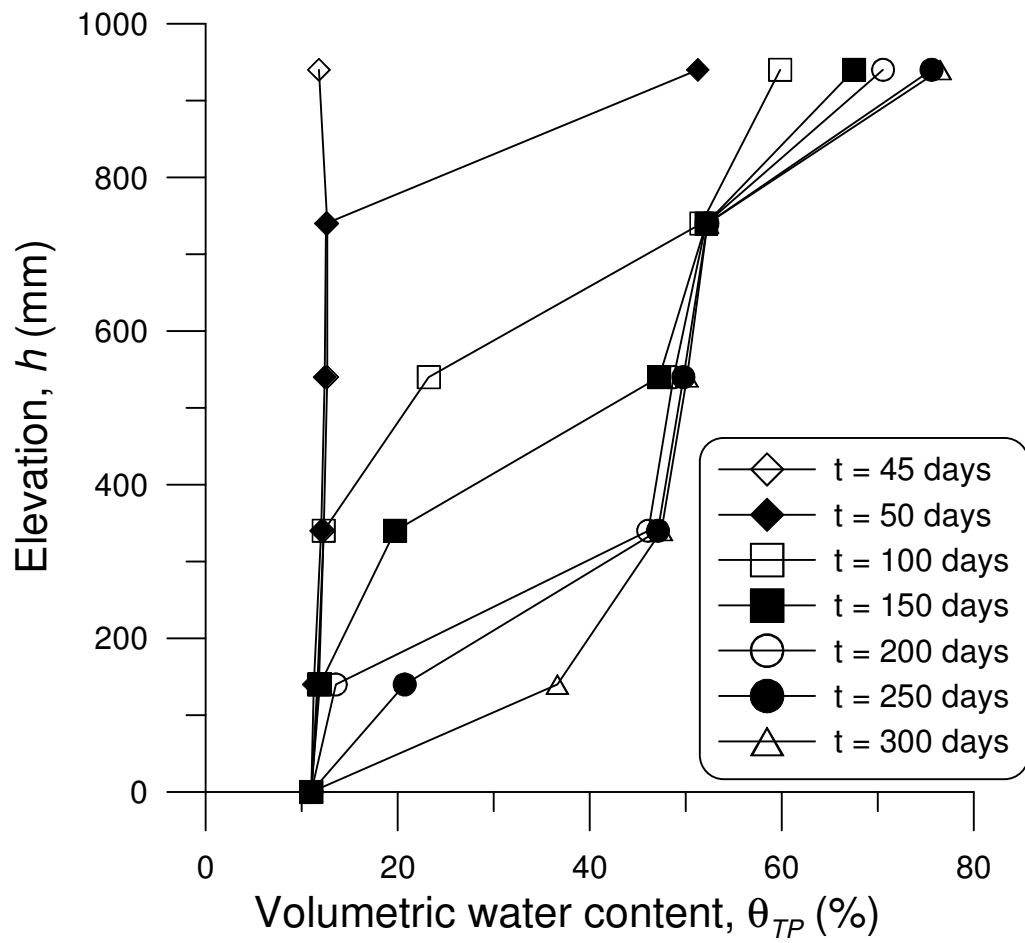 1000
800
600
400
200
0
Elevation, h (mm)
t = 45 days
t = 50 days
t = 100 days
t = 150 days
t = 200 days
t = 250 days
t = 300 days
0 20 40 60 80
Volumetric water content, θTP (%)